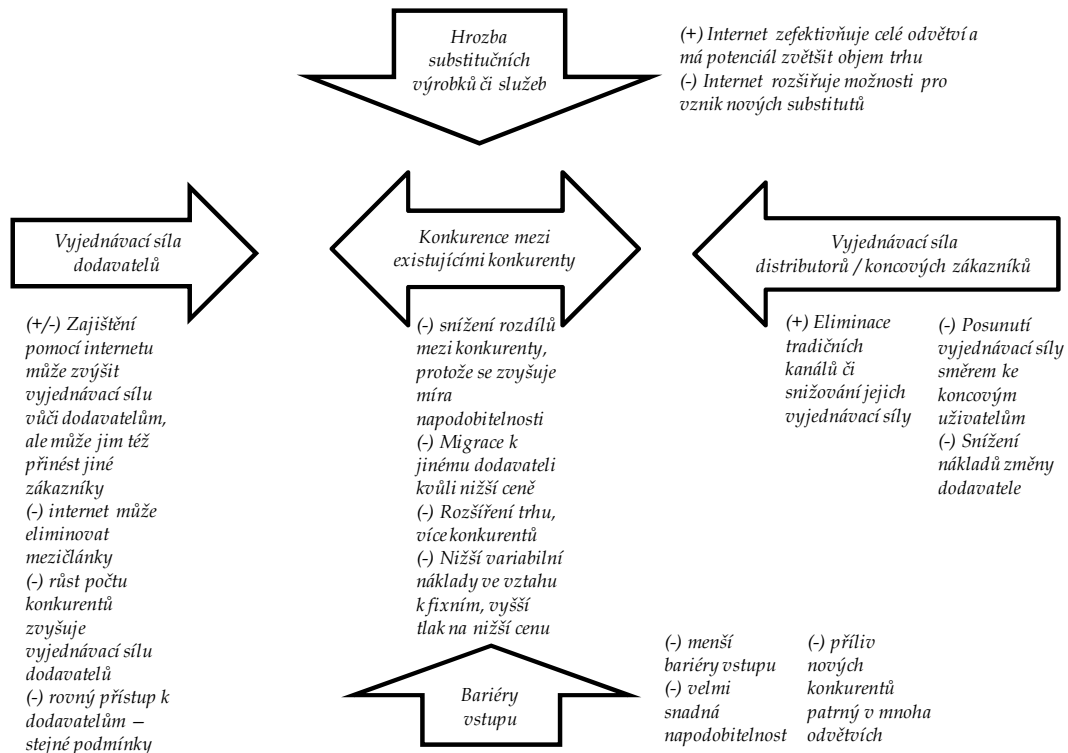 Hrozba
substitučních
výrobků či služeb
(+) Internet zefektivňuje celé odvětví a
má potenciál zvětšit objem trhu
(-) Internet rozšiřuje možnosti pro
vznik nových substitutů
Vyjednávací síla
dodavatelů
Konkurence mezi
existujícími konkurenty
Vyjednávací síla
distributorů / koncových zákazníků
(+/-) Zajištění
pomocí internetu
může zvýšit
vyjednávací sílu
vůči dodavatelům,
ale může jim též
přinést jiné
zákazníky
(-) internet může
eliminovat
mezičlánky
(-) růst počtu
konkurentů
zvyšuje
vyjednávací sílu
dodavatelů
(-) rovný přístup k
dodavatelům –
stejné podmínky
(-) snížení rozdílů
mezi konkurenty,
protože se zvyšuje
míra
napodobitelnosti
(-) Migrace k
jinému dodavateli
kvůli nižší ceně
(-) Rozšíření trhu,
více konkurentů
(-) Nižší variabilní
náklady ve vztahu
k fixním, vyšší
tlak na nižší cenu
(+) Eliminace
tradičních
kanálů či
snižování jejich
vyjednávací síly
(-) Posunutí
vyjednávací síly
směrem ke
koncovým
uživatelům
(-) Snížení
nákladů změny
dodavatele
Bariéry
vstupu
(-) menší
bariéry vstupu
(-) velmi
snadná
napodobitelnost
(-) příliv
nových
konkurentů
patrný v mnoha
odvětvích